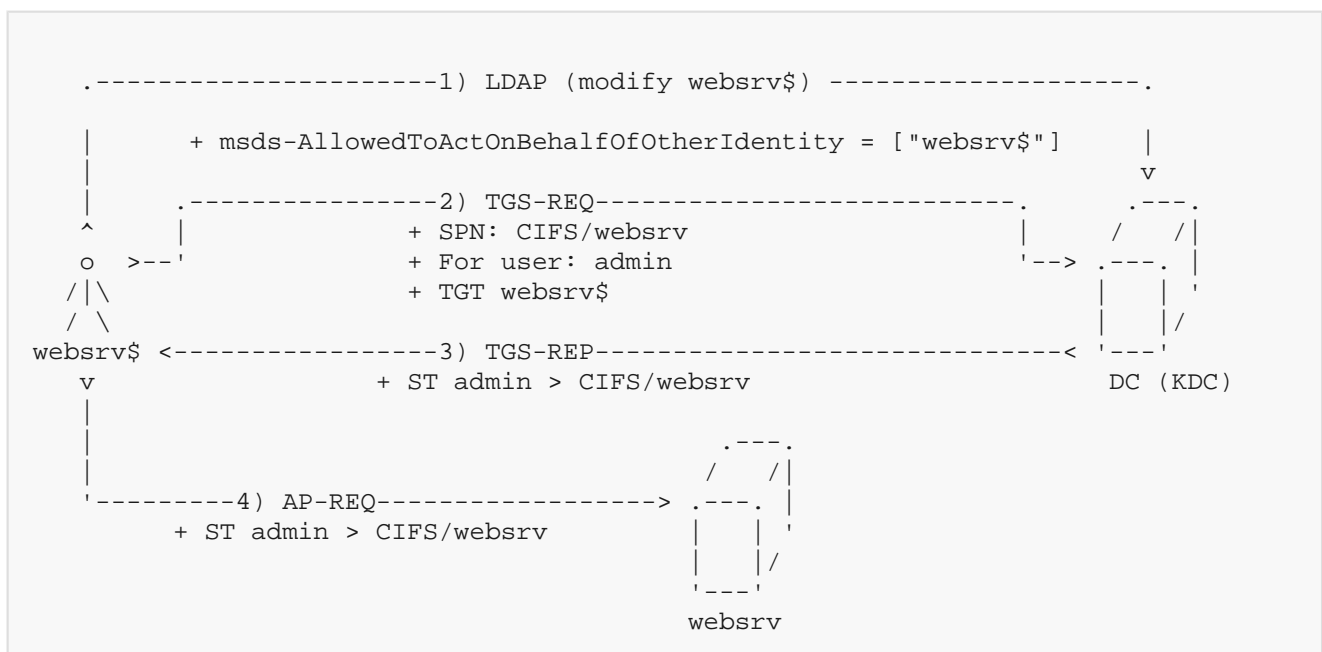 1) LDAP (modify websrv$)
+ msds-AllowedToActOnBehalfOfOtherIdentity = ["websrv$"]
2) TGS-REQ
+ SPN: CIFS/websrv
+ For user: admin
+ TGT websrv$
websrv$ 3) TGS-REP
+ ST admin > CIFS/websrv DC (KDC)
4) AP-REQ
+ ST admin > CIFS/websrv
websrv